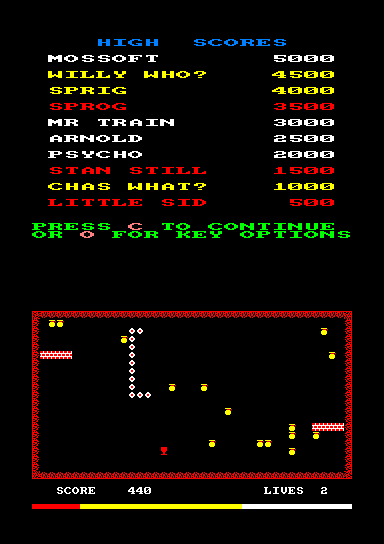 HIGH SCORES
MOSSOFT 5000
WILLY WHO? 4500
SPRIG 4000
SPROG 3500
MR TRAIN 3000
ARNOLD 2500
PSYCHO 2000
STAN STILL 1500
CHAS WHAT? 1000
LITTLE SID 500
PRESS C TO CONTINUE
OR O FOR KEY OPTIONS
SCORE 440 LIVES 2